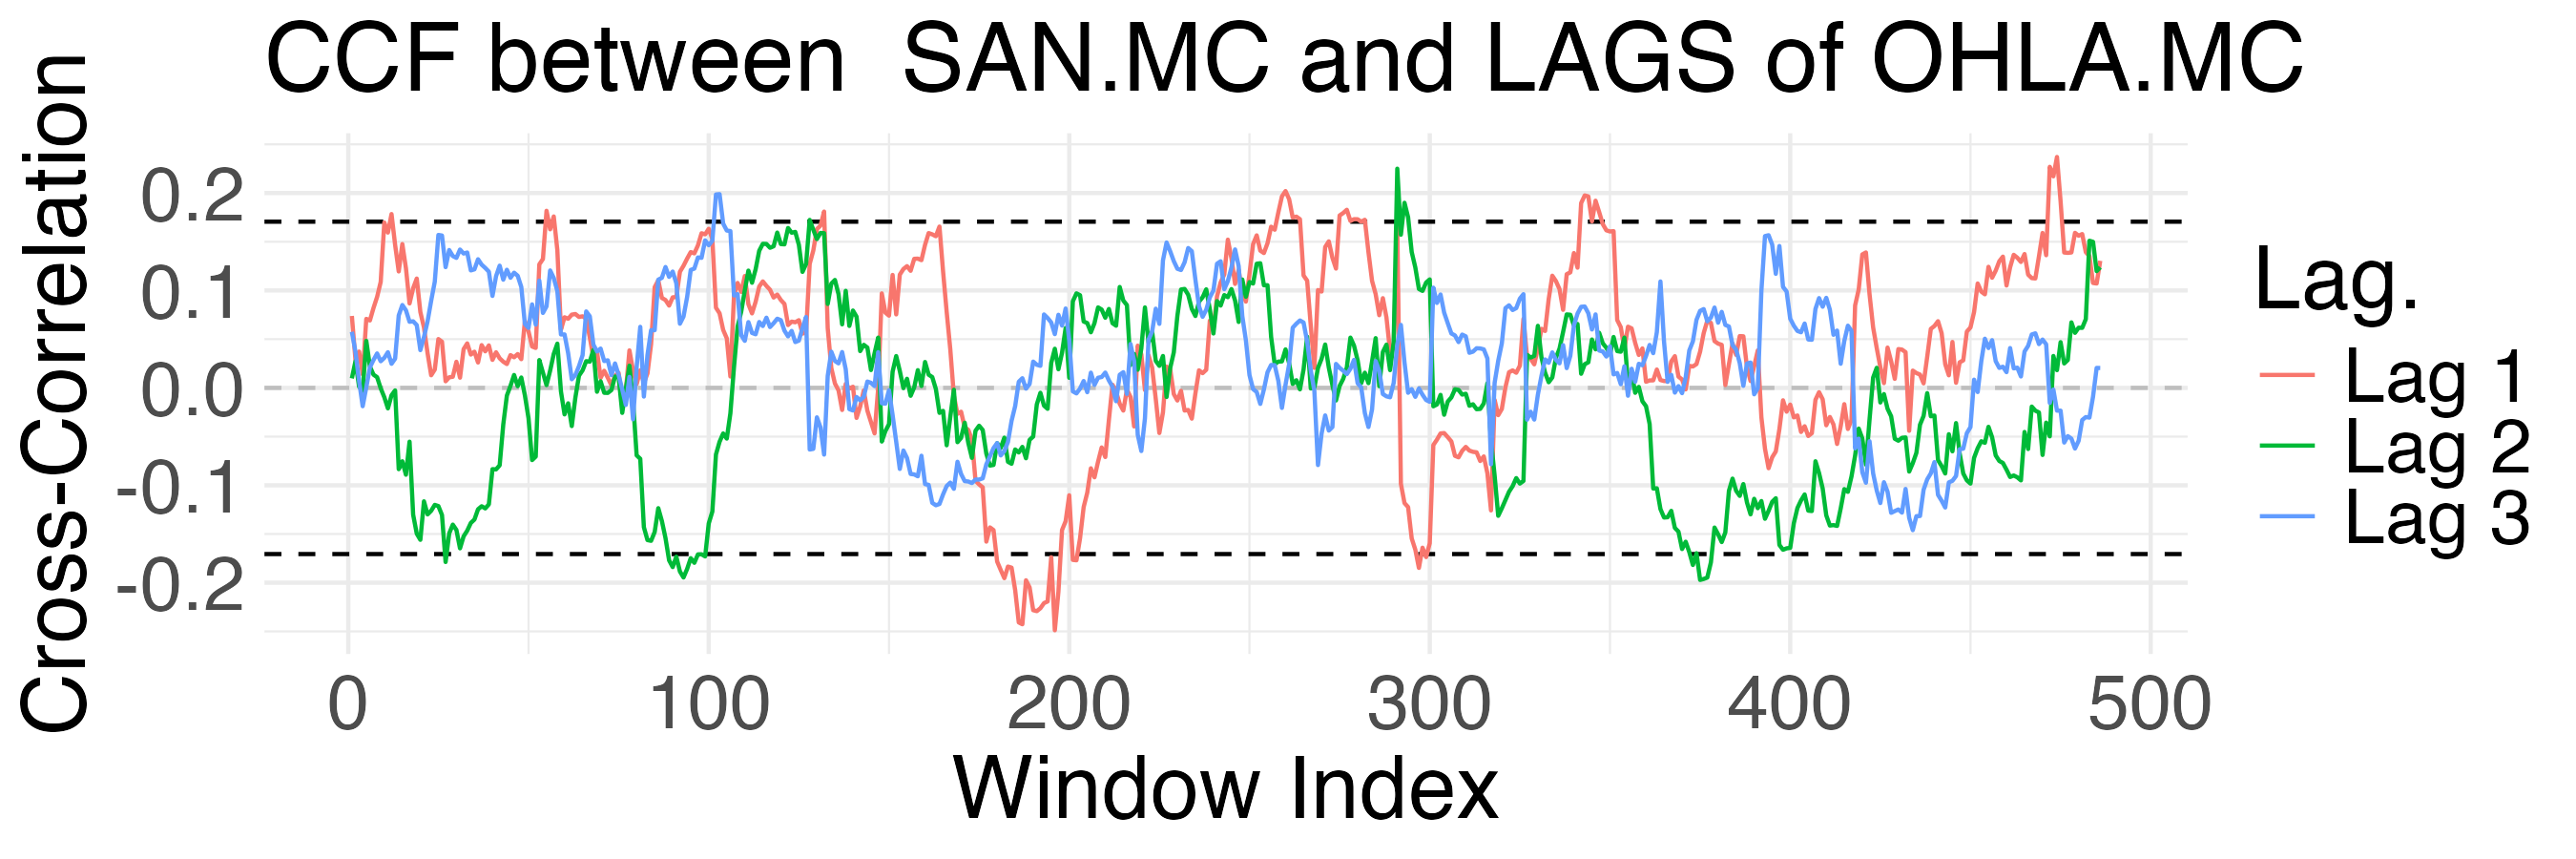 CCF between  SAN.MC and LAGS of OHLA.MC
Cross-Correlation
0.2
0.1
0.0
-0.1
-0.2
0 100 200 300 400 500
Window Index
Lag.
Lag 1
Lag 2
Lag 3